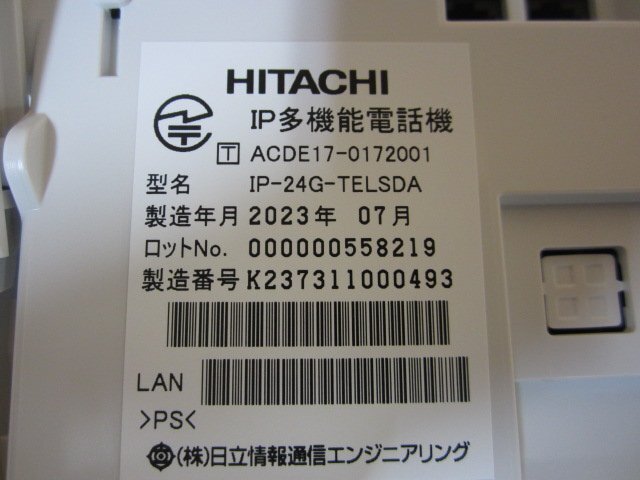 HITACHI
IP多機能電話機
T ACDE17-0172001
型名 IP-24G-TELSDA
製造年月 2023年 07月
ロットNo. 000000558219
製造番号 K237311000493
LAN
>PS<
(株)日立情報通信エンジニアリング